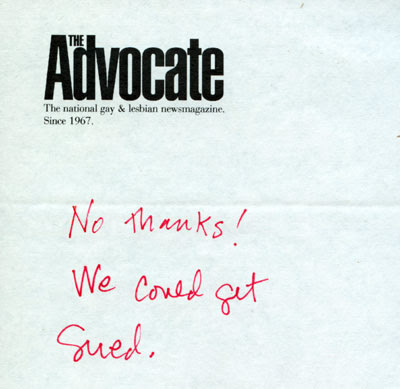 THE
Advocate
The national gay & lesbian newsmagazine.
Since 1967.
No thanks!
We could get
Sued.